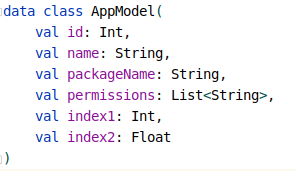 data class AppModel(
    val id: Int,
    val name: String,
    val packageName: String,
    val permissions: List<String>,
    val index1: Int,
    val index2: Float
)